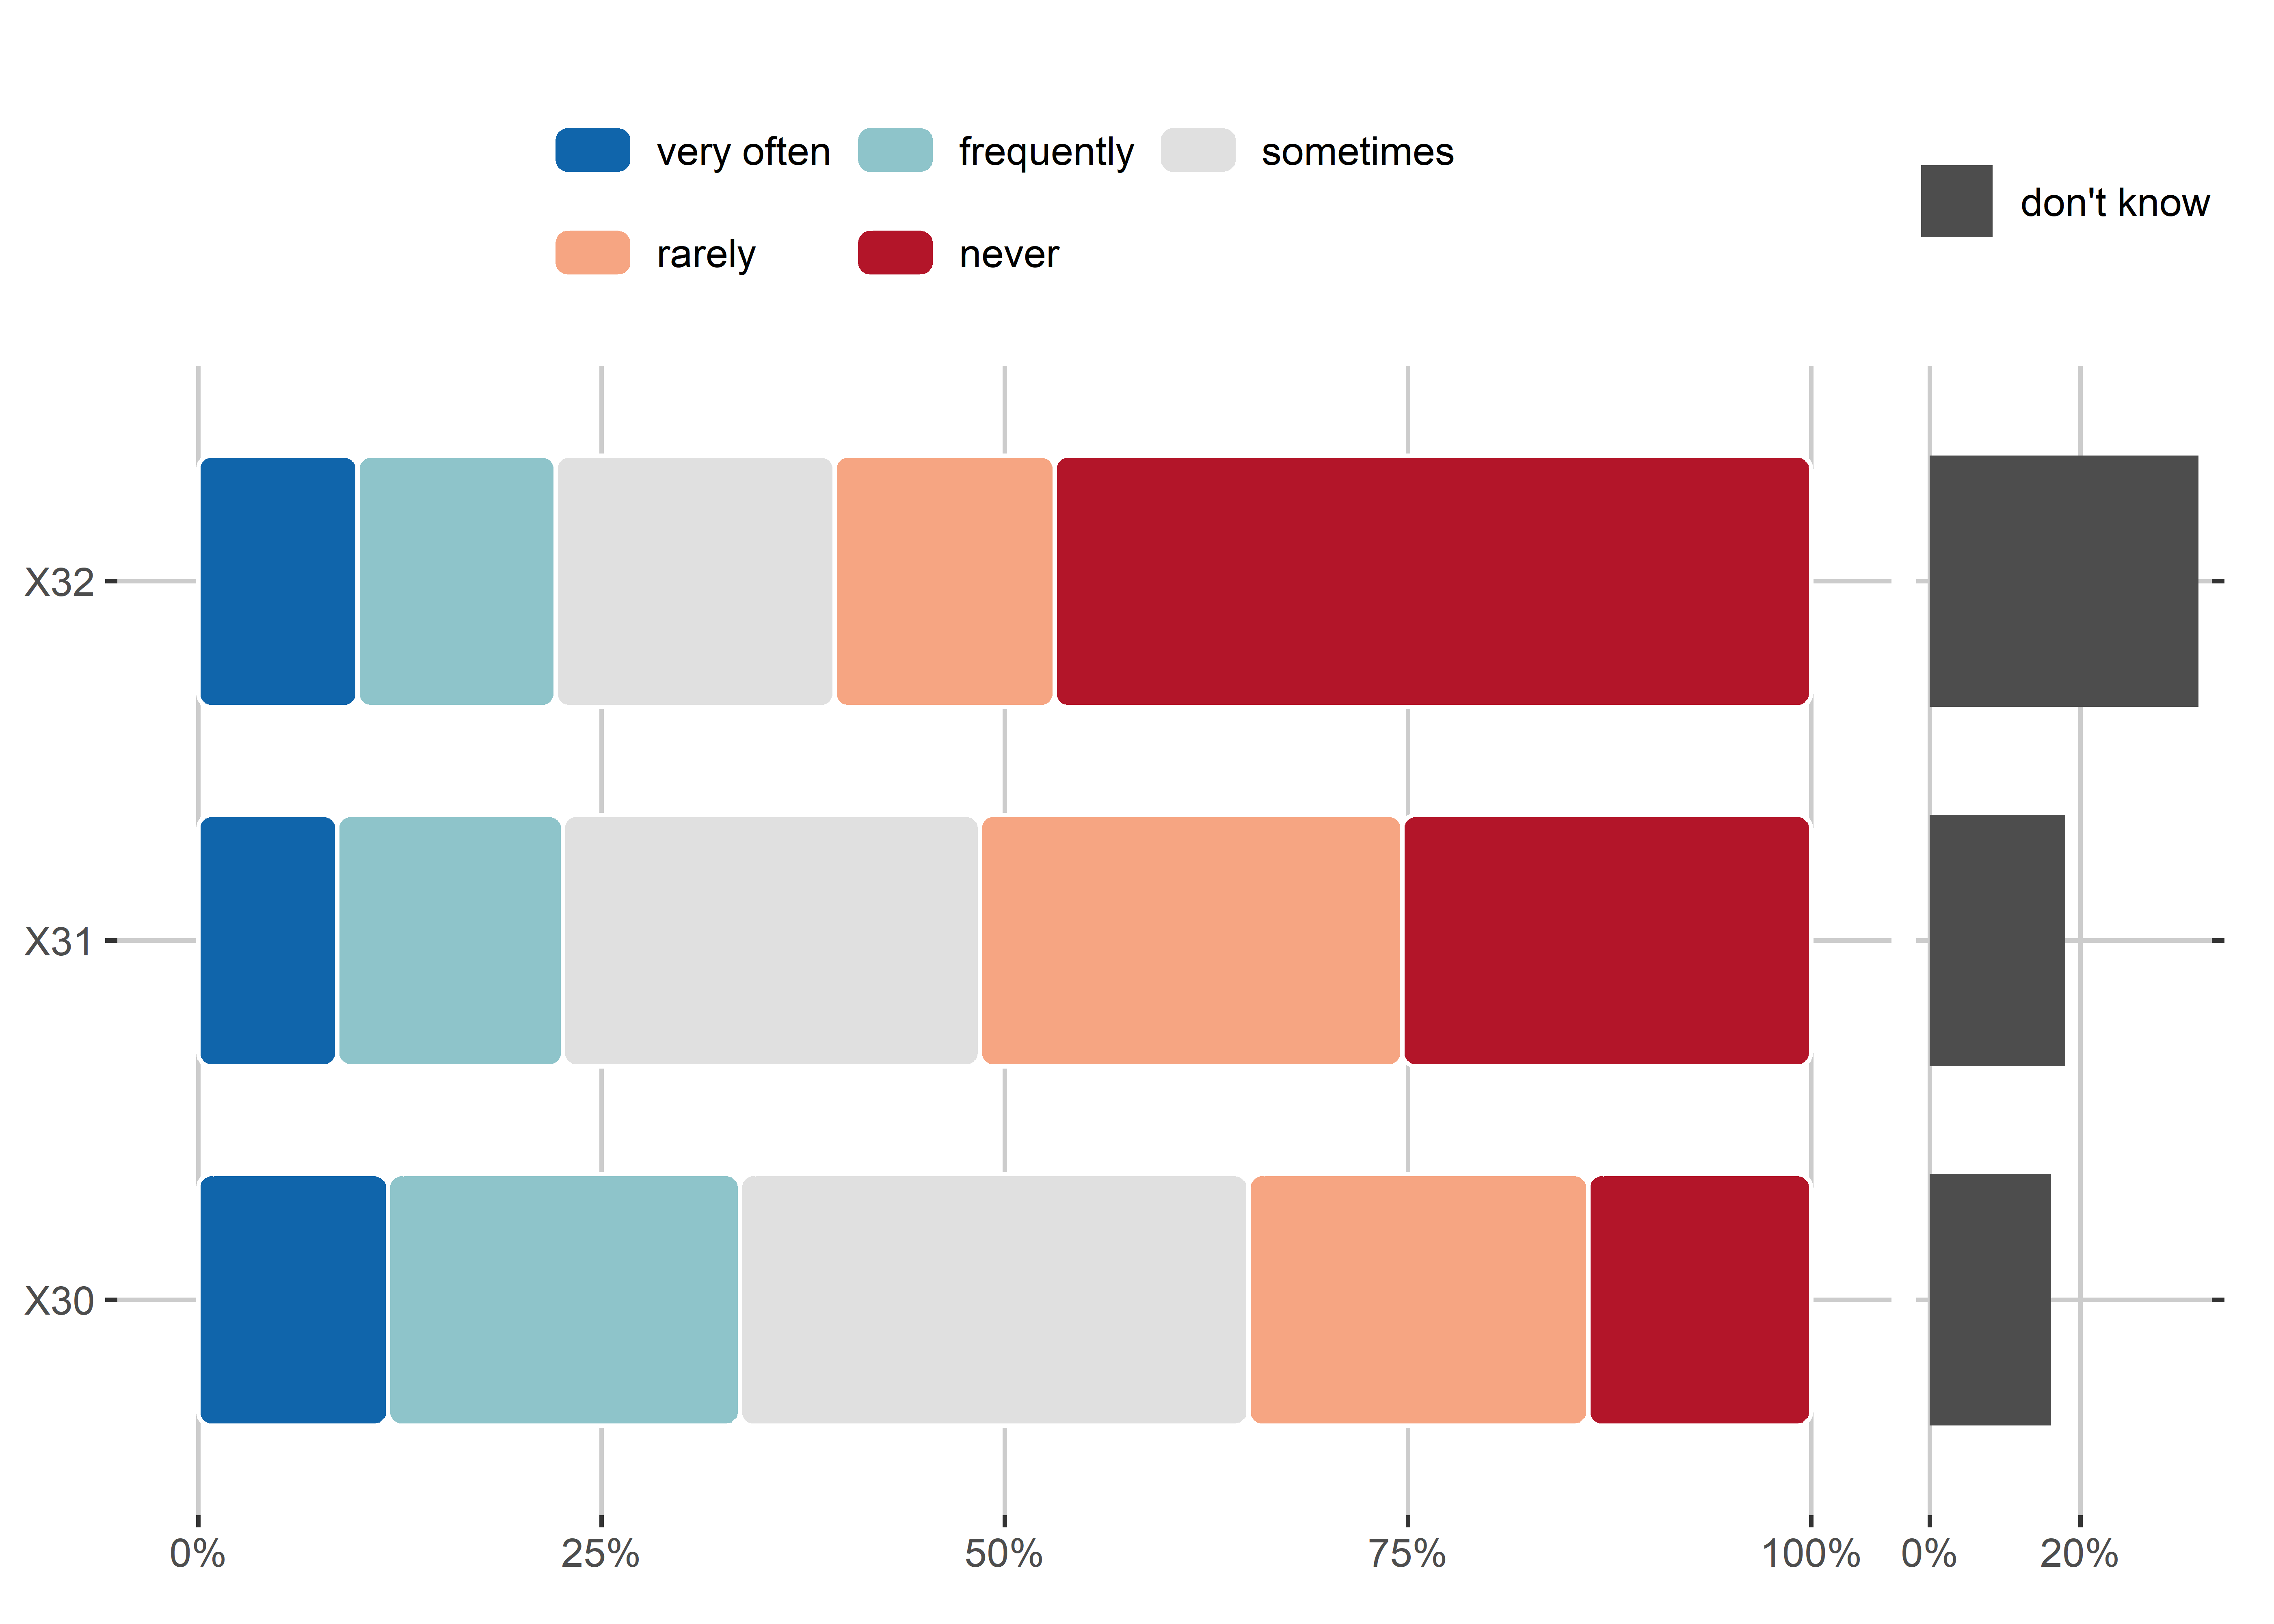 very often frequently sometimes
rarely never
don't know
X32
X31
X30
0% 25% 50% 75% 100% 0% 20%